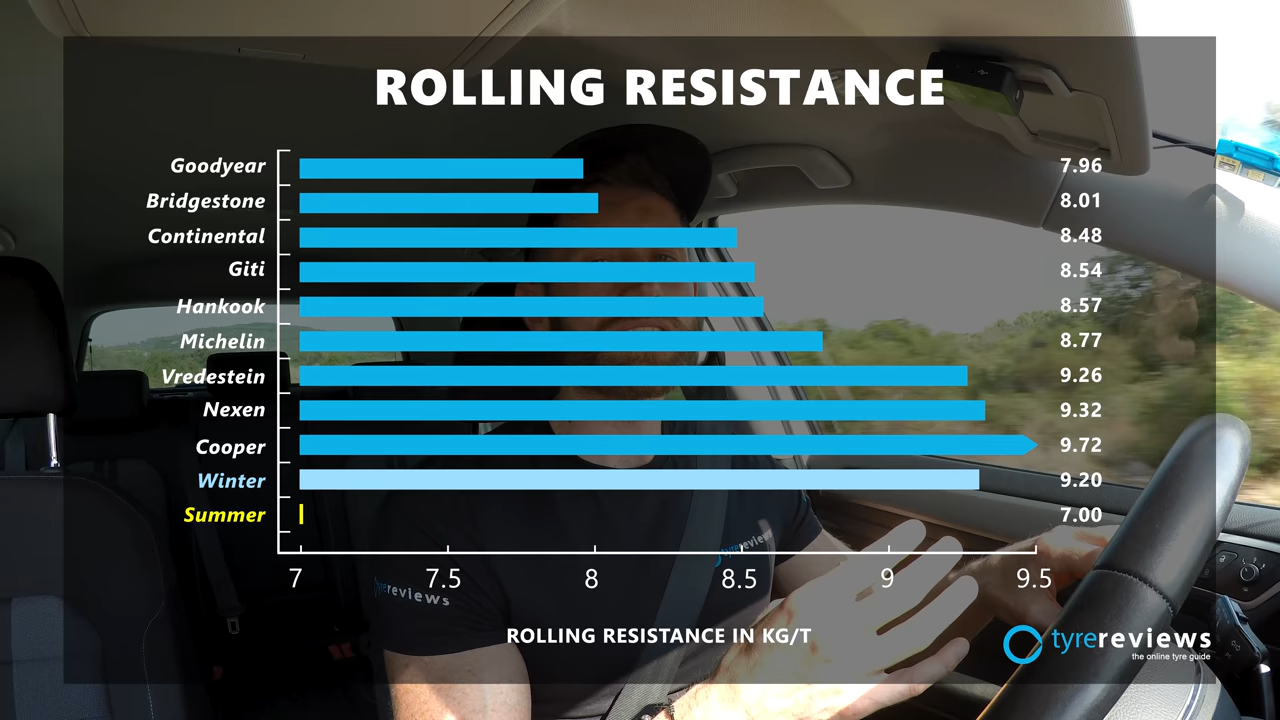 ROLLING RESISTANCE
Goodyear 7.96
Bridgestone 8.01
Continental 8.48
Giti 8.54
Hankook 8.57
Michelin 8.77
Vredestein 9.26
Nexen 9.32
Cooper 9.72
Winter 9.20
Summer 7.00
7 7.5 8 8.5 9 9.5
ROLLING RESISTANCE IN KG/T
tyrereviews
the online tyre guide
tyrereviews
tyrereviews